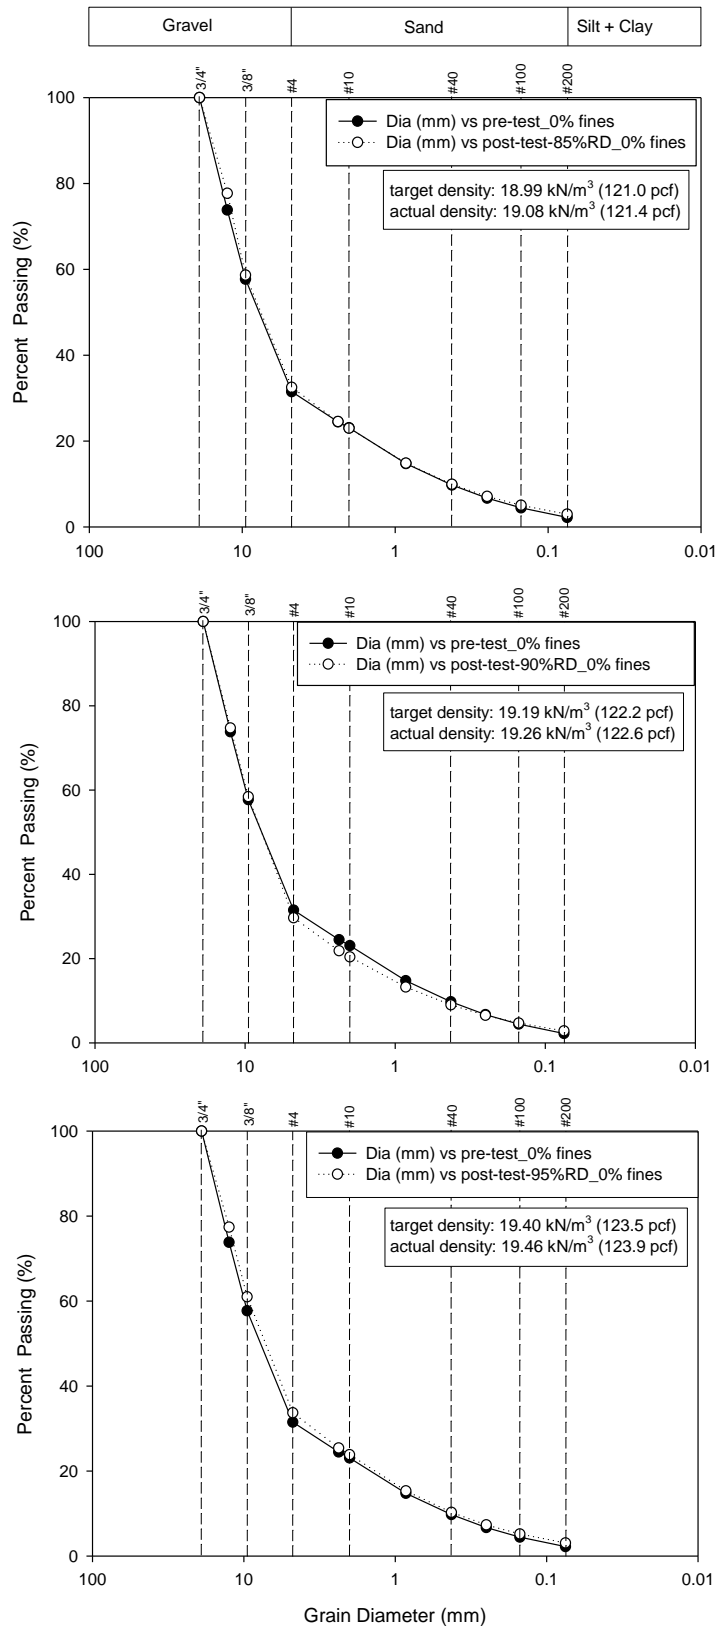 Gravel Sand Silt + Clay
3/4" 3/8" #4 #10 #40 #100 #200
100
80
60
40
20
0
Percent Passing (%)
Dia (mm) vs pre-test_0% fines
Dia (mm) vs post-test-85%RD_0% fines
target density: 18.99 kN/m³ (121.0 pcf)
actual density: 19.08 kN/m³ (121.4 pcf)
100 10 1 0.1 0.01
3/4" 3/8" #4 #10 #40 #100 #200
100
80
60
40
20
0
Percent Passing (%)
Dia (mm) vs pre-test_0% fines
Dia (mm) vs post-test-90%RD_0% fines
target density: 19.19 kN/m³ (122.2 pcf)
actual density: 19.26 kN/m³ (122.6 pcf)
100 10 1 0.1 0.01
3/4" 3/8" #4 #10 #40 #100 #200
100
80
60
40
20
0
Percent Passing (%)
Dia (mm) vs pre-test_0% fines
Dia (mm) vs post-test-95%RD_0% fines
target density: 19.40 kN/m³ (123.5 pcf)
actual density: 19.46 kN/m³ (123.9 pcf)
100 10 1 0.1 0.01
Grain Diameter (mm)